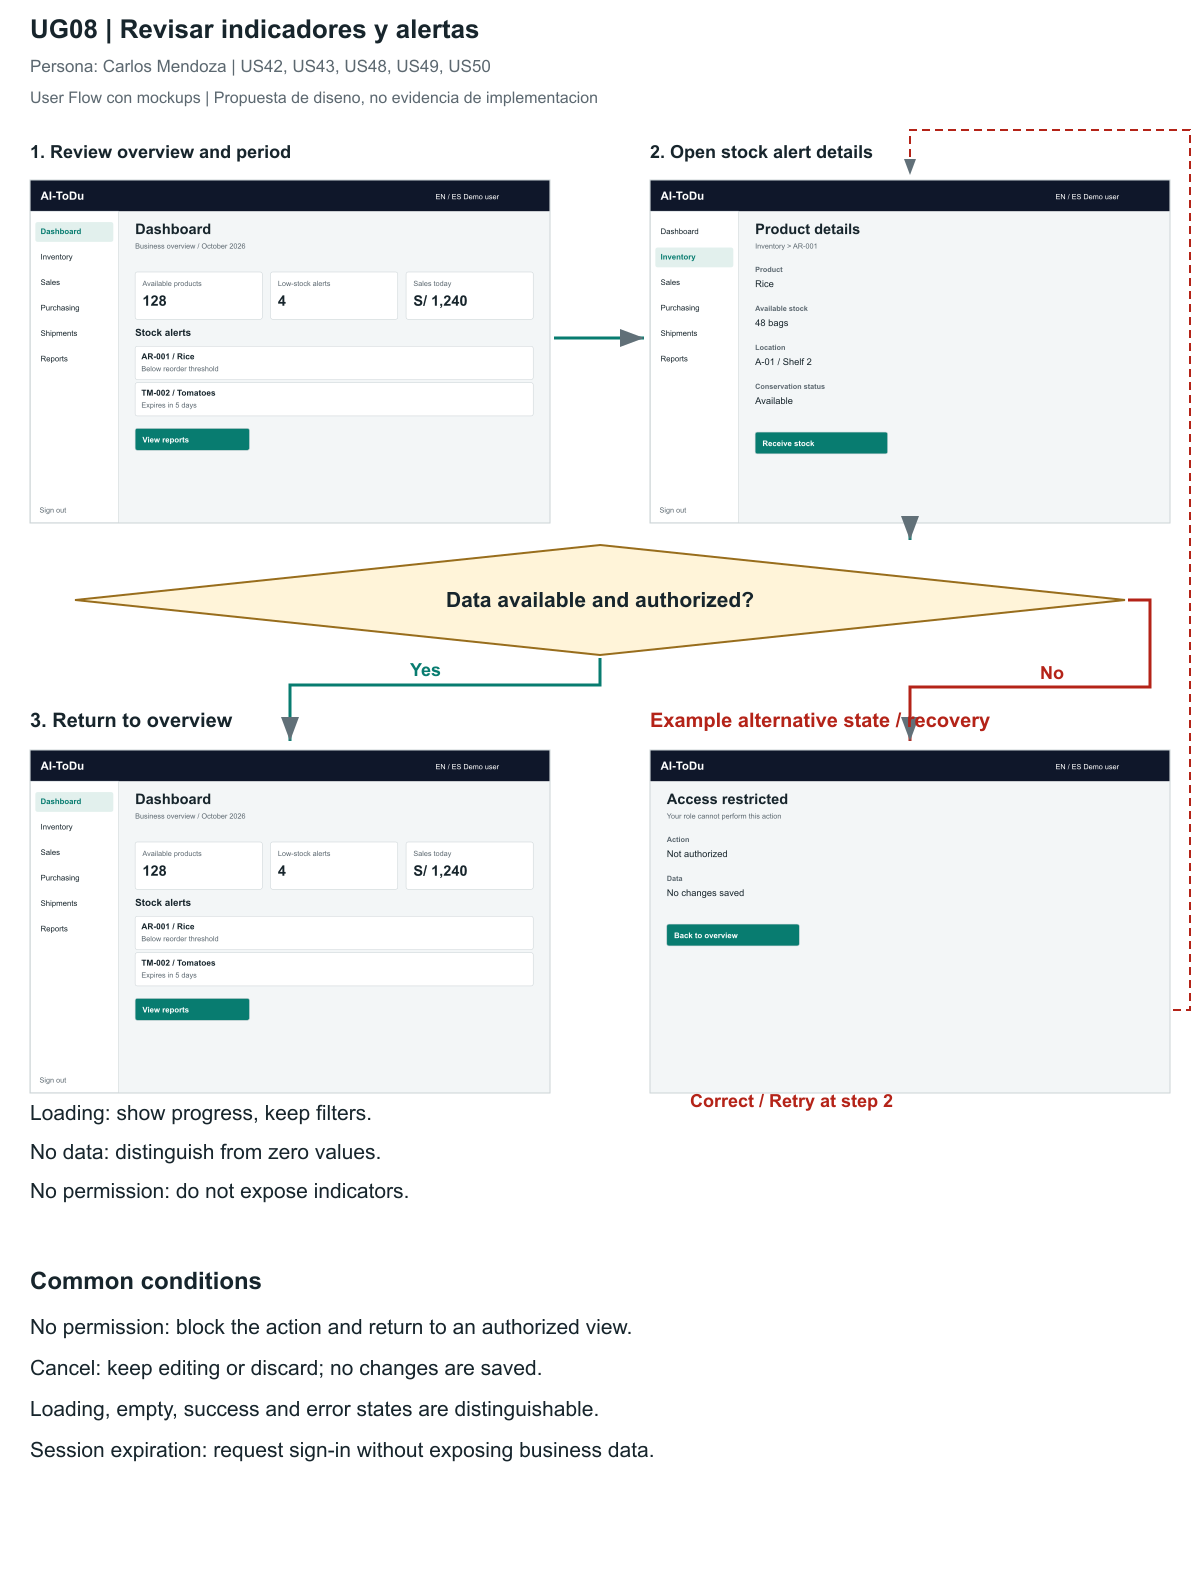 UG08 | Revisar indicadores y alertas
Persona: Carlos Mendoza | US42, US43, US48, US49, US50
User Flow con mockups | Propuesta de diseno, no evidencia de implementacion
1. Review overview and period
AI-ToDu
EN / ES Demo user
Dashboard
Inventory
Sales
Purchasing
Shipments
Reports
Sign out
Dashboard
Business overview / October 2026
Available products
128
Low-stock alerts
4
Sales today
S/ 1,240
Stock alerts
AR-001 / Rice
Below reorder threshold
TM-002 / Tomatoes
Expires in 5 days
View reports
2. Open stock alert details
AI-ToDu
EN / ES Demo user
Dashboard
Inventory
Sales
Purchasing
Shipments
Reports
Sign out
Product details
Inventory > AR-001
Product
Rice
Available stock
48 bags
Location
A-01 / Shelf 2
Conservation status
Available
Receive stock
Data available and authorized?
Yes
No
3. Return to overview
AI-ToDu
EN / ES Demo user
Dashboard
Inventory
Sales
Purchasing
Shipments
Reports
Sign out
Dashboard
Business overview / October 2026
Available products
128
Low-stock alerts
4
Sales today
S/ 1,240
Stock alerts
AR-001 / Rice
Below reorder threshold
TM-002 / Tomatoes
Expires in 5 days
View reports
Example alternative state / recovery
AI-ToDu
EN / ES Demo user
Access restricted
Your role cannot perform this action
Action
Not authorized
Data
No changes saved
Back to overview
Correct / Retry at step 2
Loading: show progress, keep filters.
No data: distinguish from zero values.
No permission: do not expose indicators.
Common conditions
No permission: block the action and return to an authorized view.
Cancel: keep editing or discard; no changes are saved.
Loading, empty, success and error states are distinguishable.
Session expiration: request sign-in without exposing business data.